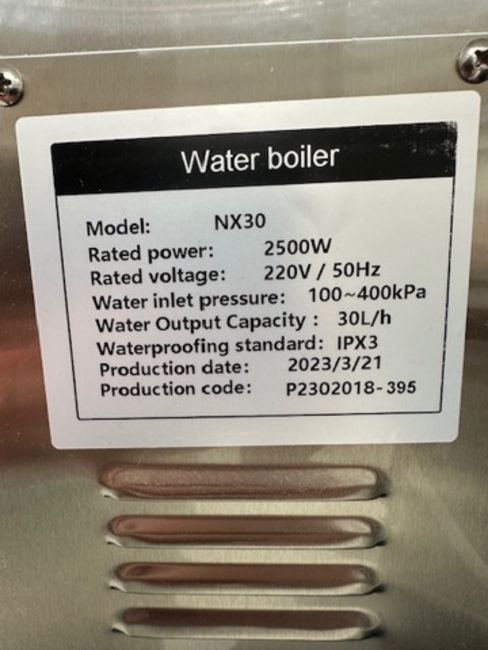 Water boiler
Model: NX30
Rated power: 2500W
Rated voltage: 220V / 50Hz
Water inlet pressure: 100~400kPa
Water Output Capacity : 30L/h
Waterproofing standard: IPX3
Production date: 2023/3/21
Production code: P2302018-395